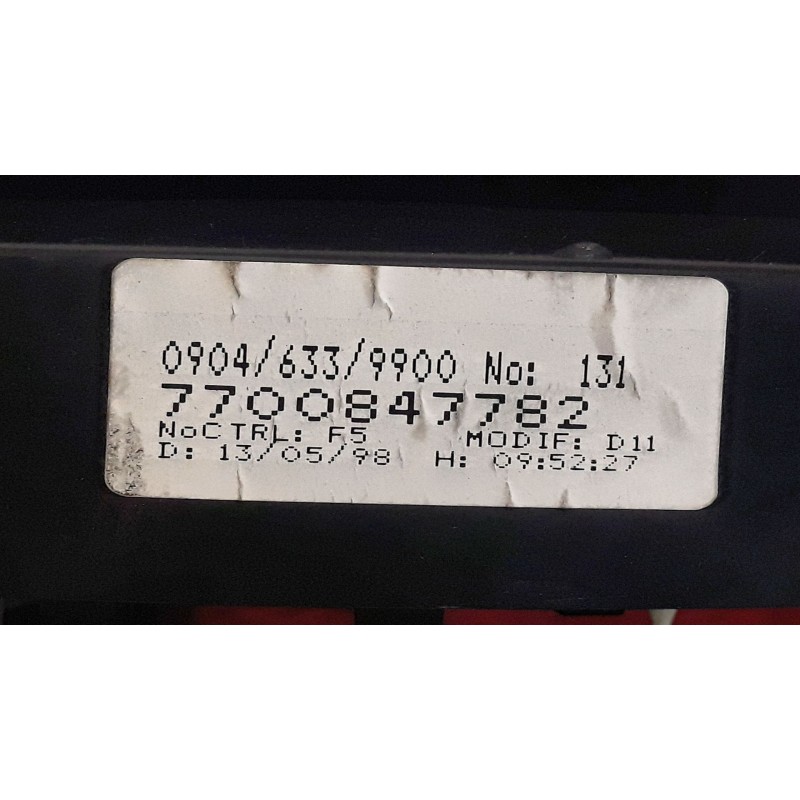 0904/633/9900 No: 131
7700847782
NoCTRL: F5 MODIF: D11
D: 13/05/98 H: 09:52:27